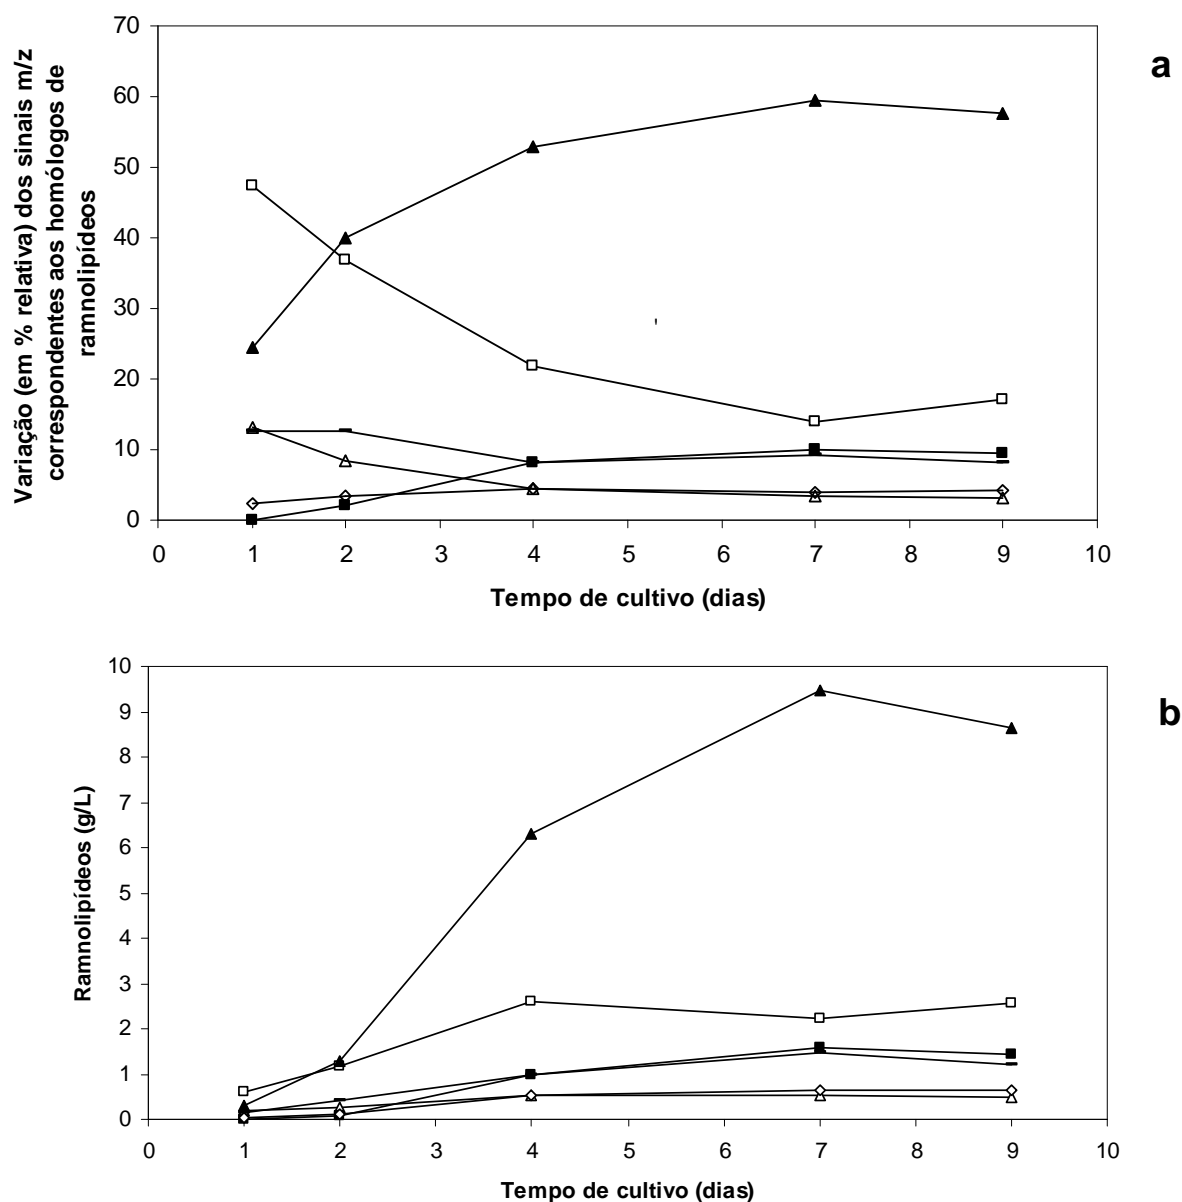 Variação (em % relativa) dos sinais m/z
correspondentes aos homólogos de
ramnolipídeos
70
60
50
40
30
20
10
0
0 1 2 3 4 5 6 7 8 9 10
Tempo de cultivo (dias)
a
Ramnolipídeos (g/L)
10
9
8
7
6
5
4
3
2
1
0
0 1 2 3 4 5 6 7 8 9 10
Tempo de cultivo (dias)
b